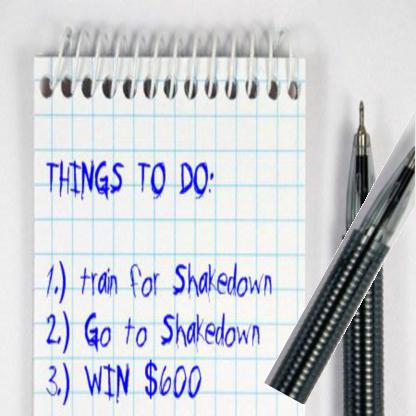 THINGS TO DO:
1.) train for Shakedown
2.) Go to Shakedown
3.) WIN $600